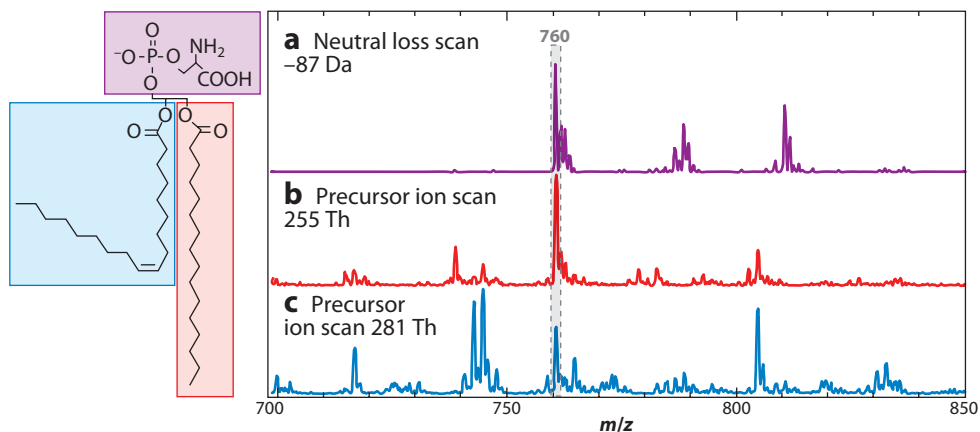 O
⁻O P O NH₂
O COOH
O O
O O
a Neutral loss scan
–87 Da
760
b Precursor ion scan
255 Th
c Precursor
ion scan 281 Th
700 750 800 850
m/z